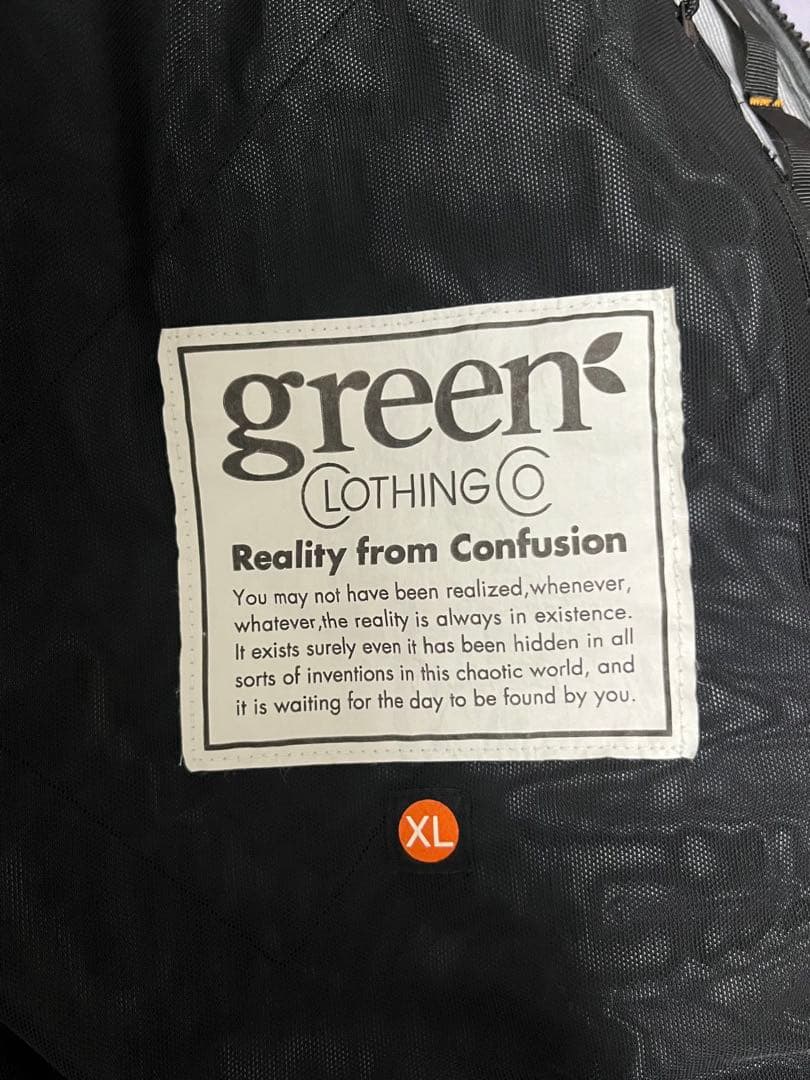 green
CLOTHING CO
Reality from Confusion
You may not have been realized,whenever,
whatever,the reality is always in existence.
It exists surely even it has been hidden in all
sorts of inventions in this chaotic world, and
it is waiting for the day to be found by you.
XL